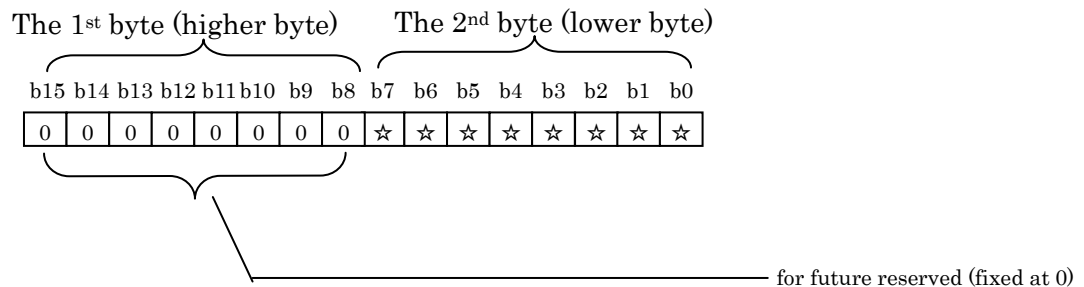 The 1st byte (higher byte) The 2nd byte (lower byte)
b15 b14 b13 b12 b11 b10 b9 b8 b7 b6 b5 b4 b3 b2 b1 b0
0 0 0 0 0 0 0 0 ☆ ☆ ☆ ☆ ☆ ☆ ☆ ☆
for future reserved (fixed at 0)